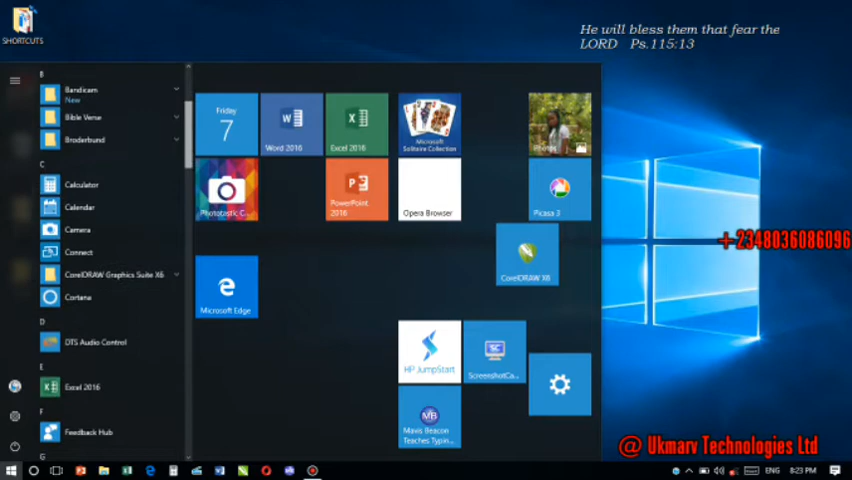 SHORTCUTS
He will bless them that fear the
LORD Ps.115:13
B
Bandicam
New
Bible Verse
Broderbund
C
Calculator
Calendar
Camera
Connect
CorelDRAW Graphics Suite X6
Cortana
D
DTS Audio Control
E
Excel 2016
F
Feedback Hub
G
Friday
7
Word 2016
Excel 2016
Microsoft
Solitaire Collection
Photos
Phototastic C...
PowerPoint
2016
Opera Browser
Picasa 3
CorelDRAW X6
Microsoft Edge
HP JumpStart
ScreenshotCa...
MB
Mavis Beacon
Teaches Typin...
+2348036086096
@ Ukmarv Technologies Ltd
ENG
8:23 PM